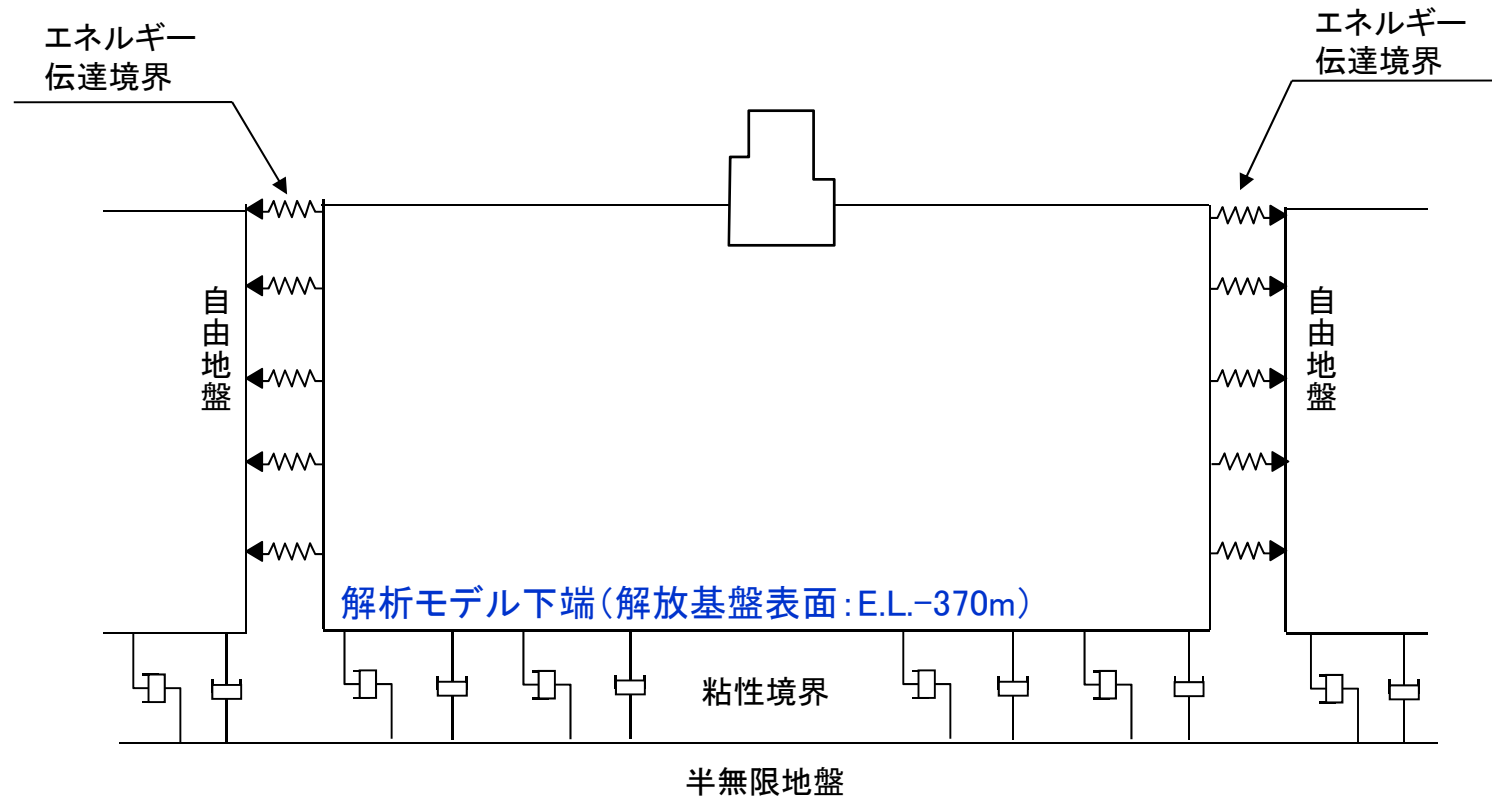 エネルギー
伝達境界
エネルギー
伝達境界
自由地盤
自由地盤
解析モデル下端(解放基盤表面:E.L.-370m)
粘性境界
半無限地盤